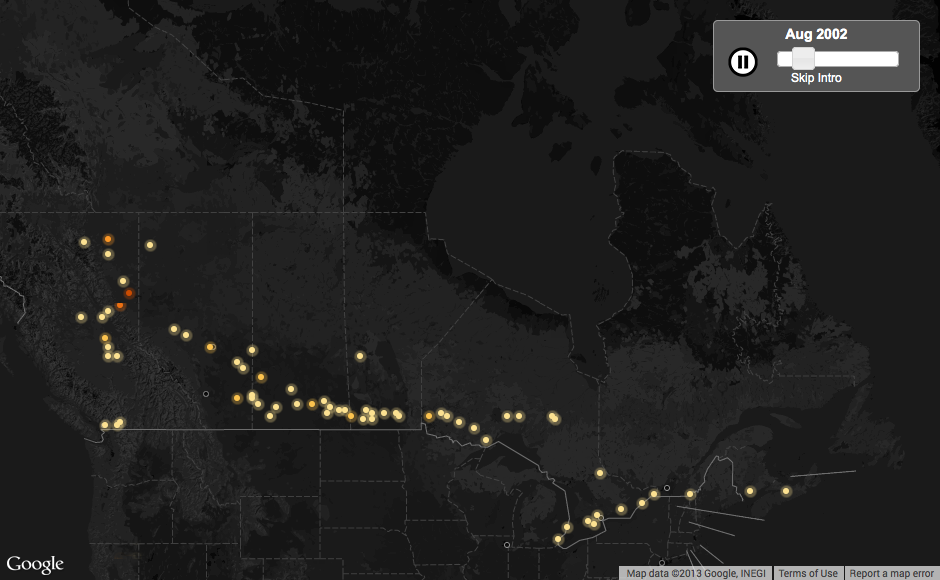 Aug 2002
Skip Intro
Google
Map data ©2013 Google, INEGI
Terms of Use
Report a map error